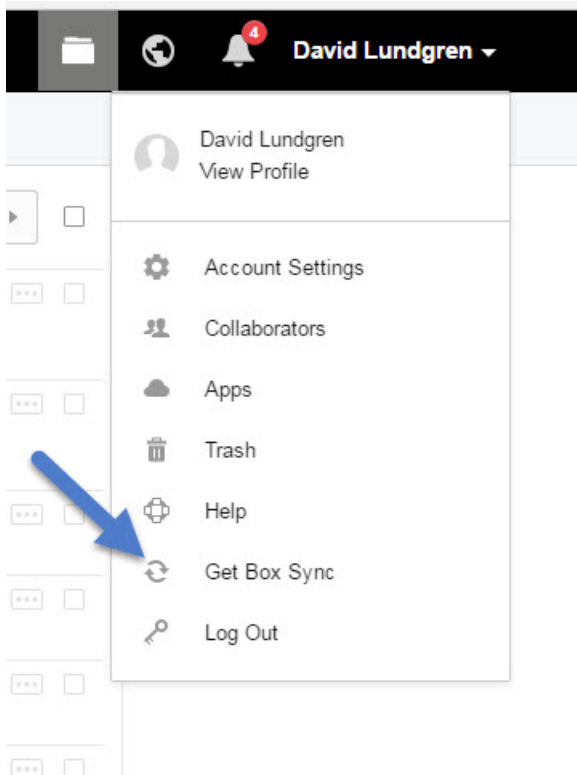 4
David Lundgren
David Lundgren
View Profile
Account Settings
Collaborators
Apps
Trash
Help
Get Box Sync
Log Out